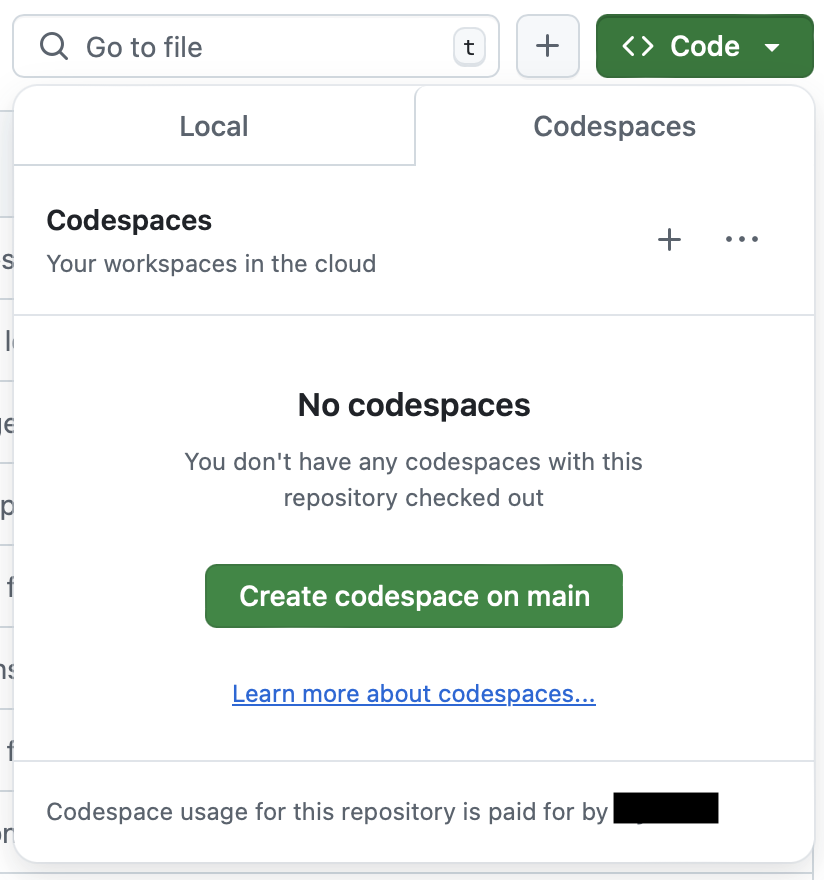 Go to file
t
Code
Local
Codespaces
Codespaces
Your workspaces in the cloud
No codespaces
You don't have any codespaces with this
repository checked out
Create codespace on main
Learn more about codespaces...
Codespace usage for this repository is paid for by